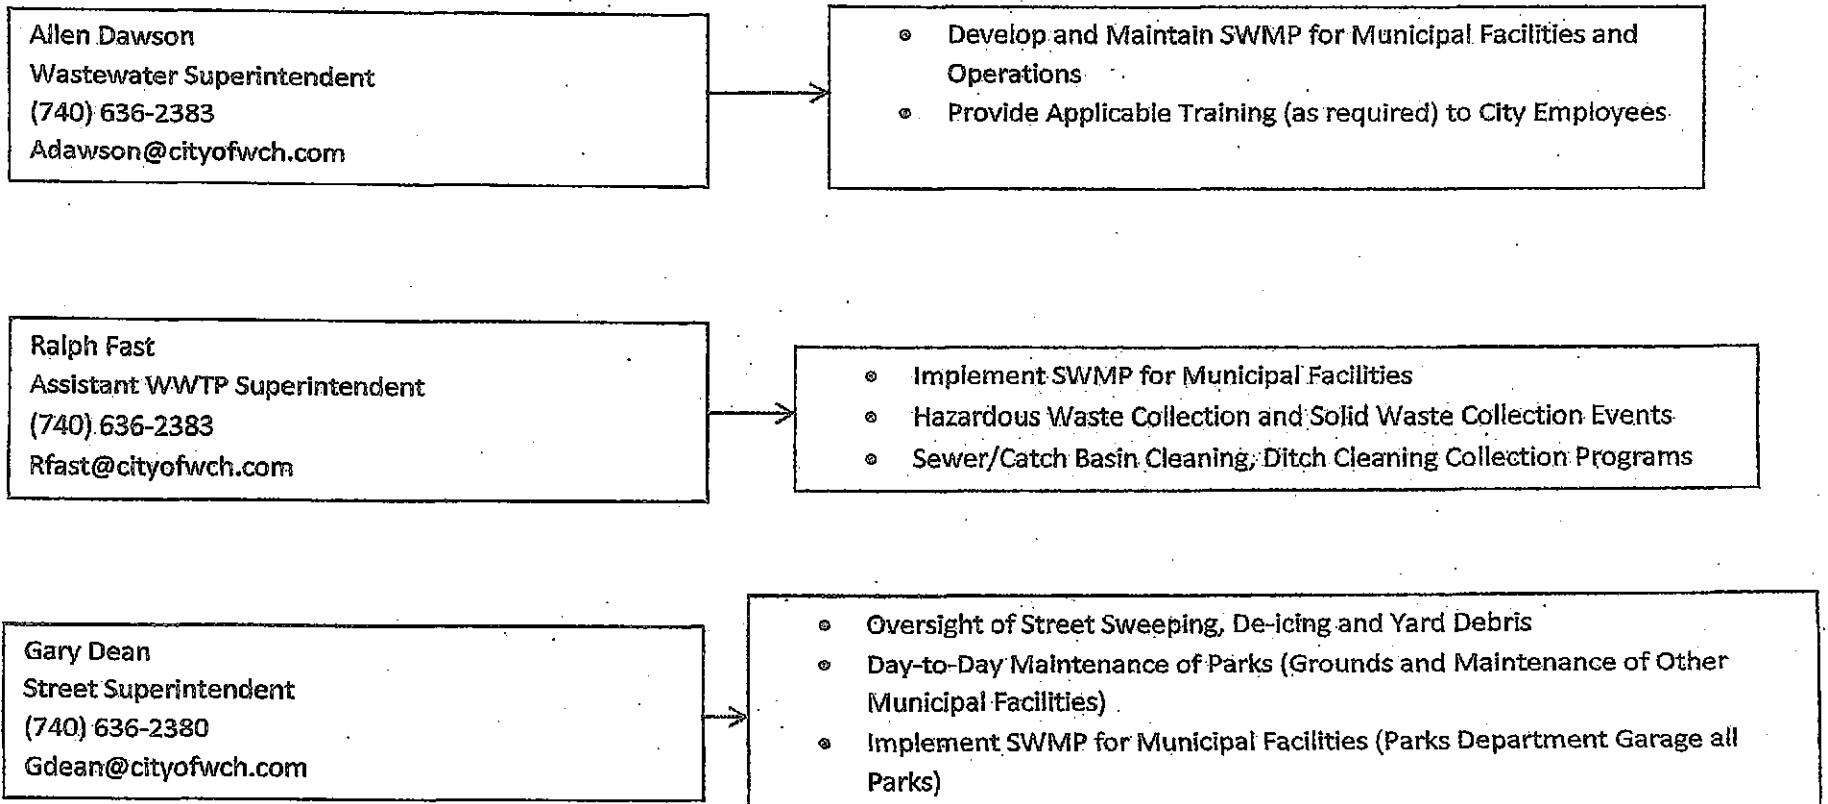 Allen Dawson
Wastewater Superintendent
(740) 636-2383
Adawson@cityofwch.com
• Develop and Maintain SWMP for Municipal Facilities and
Operations
• Provide Applicable Training (as required) to City Employees
Ralph Fast
Assistant WWTP Superintendent
(740) 636-2383
Rfast@cityofwch.com
• Implement SWMP for Municipal Facilities
• Hazardous Waste Collection and Solid Waste Collection Events
• Sewer/Catch Basin Cleaning, Ditch Cleaning Collection Programs
Gary Dean
Street Superintendent
(740) 636-2380
Gdean@cityofwch.com
• Oversight of Street Sweeping, De-icing and Yard Debris
• Day-to-Day Maintenance of Parks (Grounds and Maintenance of Other
Municipal Facilities)
• Implement SWMP for Municipal Facilities (Parks Department Garage all
Parks)